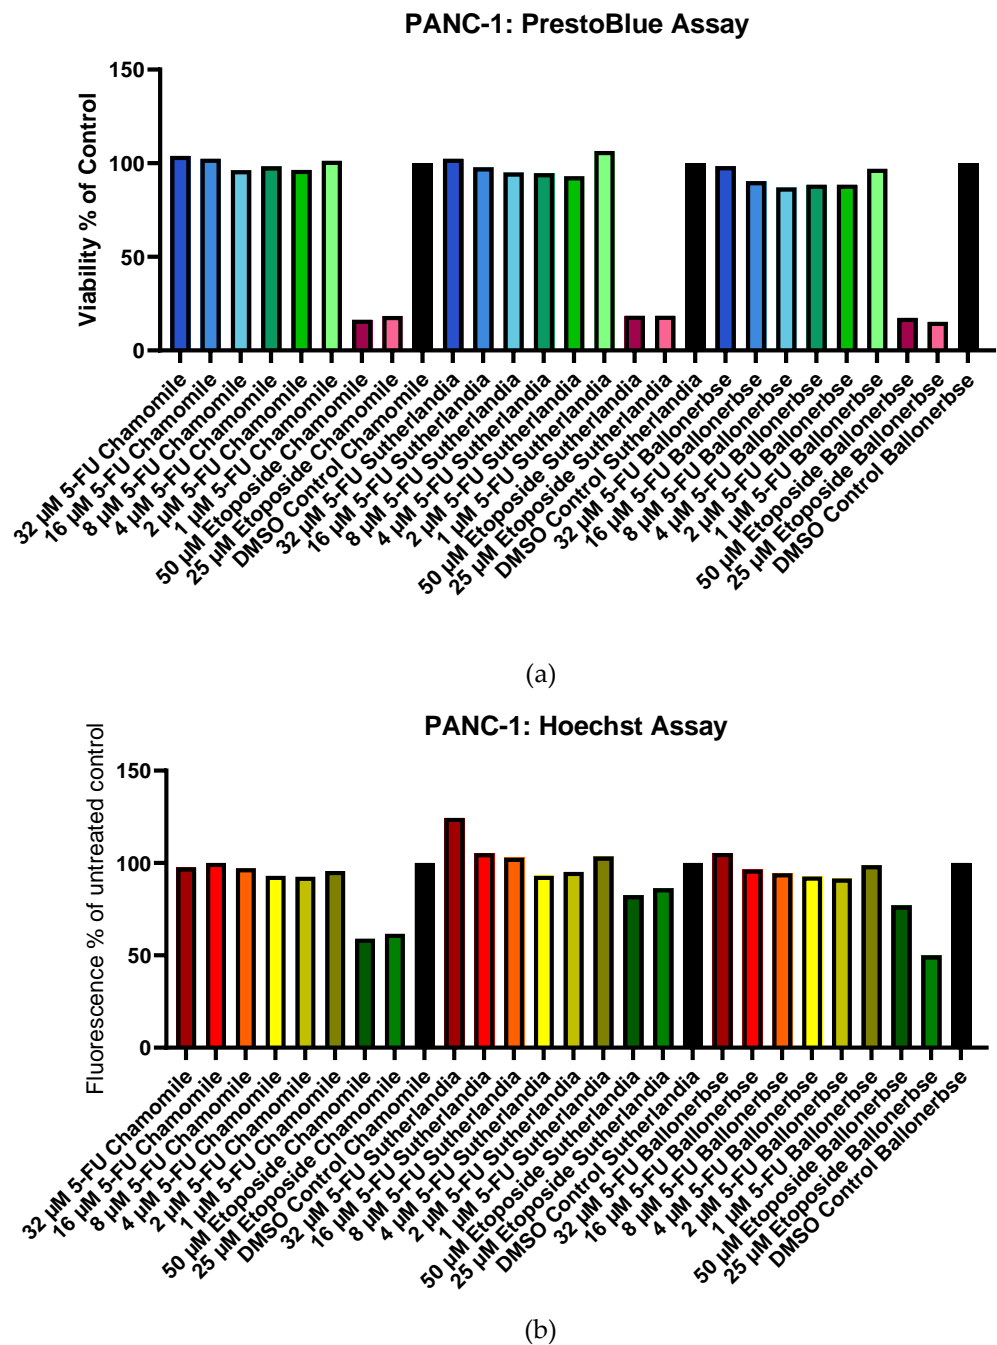 PANC-1: PrestoBlue Assay
Viability % of Control
150
100
50
0
32 µM 5-FU Chamomile
16 µM 5-FU Chamomile
8 µM 5-FU Chamomile
4 µM 5-FU Chamomile
2 µM 5-FU Chamomile
1 µM 5-FU Chamomile
50 µM Etoposide Chamomile
25 µM Etoposide Chamomile
DMSO Control Chamomile
32 µM 5-FU Sutherlandia
16 µM 5-FU Sutherlandia
8 µM 5-FU Sutherlandia
4 µM 5-FU Sutherlandia
2 µM 5-FU Sutherlandia
1 µM 5-FU Sutherlandia
50 µM Etoposide Sutherlandia
25 µM Etoposide Sutherlandia
DMSO Control Sutherlandia
32 µM 5-FU Ballonerbse
16 µM 5-FU Ballonerbse
8 µM 5-FU Ballonerbse
4 µM 5-FU Ballonerbse
2 µM 5-FU Ballonerbse
1 µM 5-FU Ballonerbse
50 µM Etoposide Ballonerbse
25 µM Etoposide Ballonerbse
DMSO Control Ballonerbse
(a)
PANC-1: Hoechst Assay
Fluorescence % of untreated control
150
100
50
0
32 µM 5-FU Chamomile
16 µM 5-FU Chamomile
8 µM 5-FU Chamomile
4 µM 5-FU Chamomile
2 µM 5-FU Chamomile
1 µM 5-FU Chamomile
50 µM Etoposide Chamomile
25 µM Etoposide Chamomile
DMSO Control Chamomile
32 µM 5-FU Sutherlandia
16 µM 5-FU Sutherlandia
8 µM 5-FU Sutherlandia
4 µM 5-FU Sutherlandia
2 µM 5-FU Sutherlandia
1 µM 5-FU Sutherlandia
50 µM Etoposide Sutherlandia
25 µM Etoposide Sutherlandia
DMSO Control Sutherlandia
32 µM 5-FU Ballonerbse
16 µM 5-FU Ballonerbse
8 µM 5-FU Ballonerbse
4 µM 5-FU Ballonerbse
2 µM 5-FU Ballonerbse
1 µM 5-FU Ballonerbse
50 µM Etoposide Ballonerbse
25 µM Etoposide Ballonerbse
DMSO Control Ballonerbse
(b)